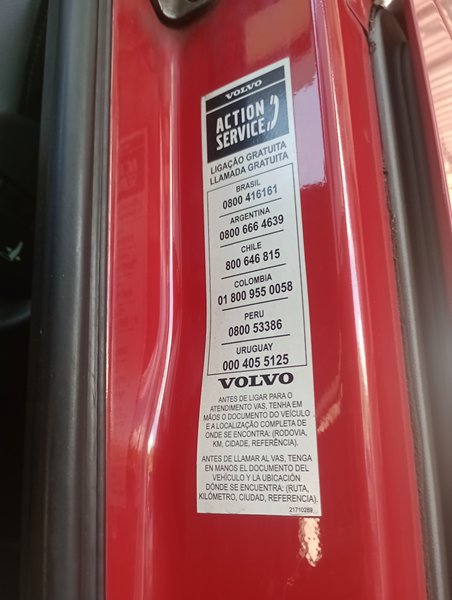 VOLVO
ACTION
SERVICE
LIGAÇÃO GRATUITA
LLAMADA GRATUITA
BRASIL
0800 416161
ARGENTINA
0800 666 4639
CHILE
800 646 815
COLOMBIA
01 800 955 0058
PERU
0800 53386
URUGUAY
000 405 5125
VOLVO
ANTES DE LIGAR PARA O
ATENDIMENTO VAS, TENHA EM
MÃOS O DOCUMENTO DO VEÍCULO
E A LOCALIZAÇÃO COMPLETA DE
ONDE SE ENCONTRA: (RODOVIA,
KM, CIDADE, REFERÊNCIA).
ANTES DE LLAMAR AL VAS, TENGA
EN MANOS EL DOCUMENTO DEL
VEHÍCULO Y LA UBICACIÓN
DÓNDE SE ENCUENTRA: (RUTA,
KILÓMETRO, CIUDAD, REFERENCIA).
21710289